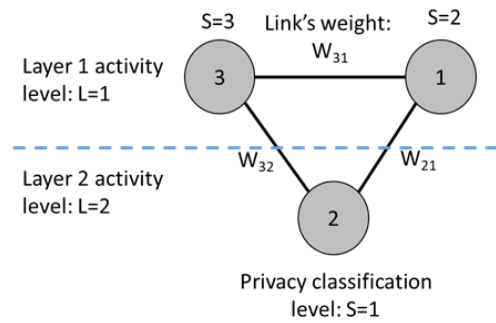 S=3
Link's weight:
S=2
W31
3
1
Layer 1 activity
level: L=1
W32
W21
Layer 2 activity
level: L=2
2
Privacy classification
level: S=1